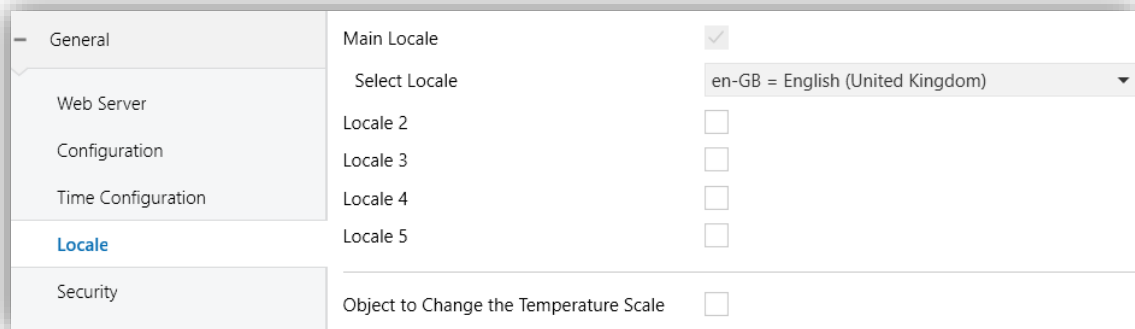 General
Web Server
Configuration
Time Configuration
Locale
Security
Main Locale
Select Locale en-GB = English (United Kingdom)
Locale 2
Locale 3
Locale 4
Locale 5
Object to Change the Temperature Scale